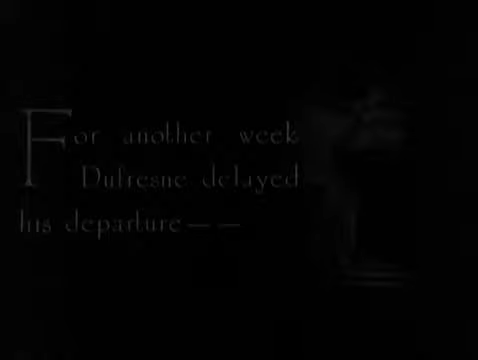 For another week
Dufresne delayed
his departure — —